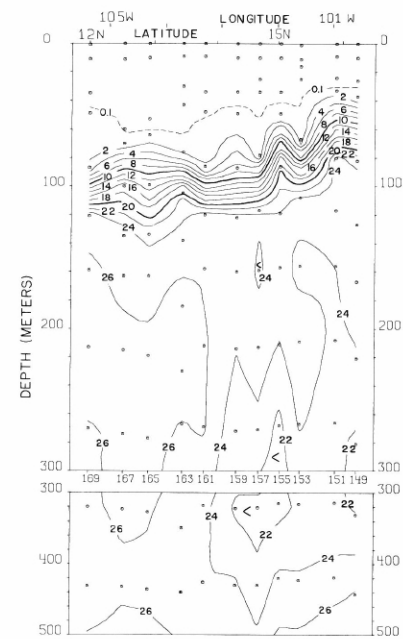 105W LONGITUDE 101 W
12N LATITUDE 15N
0 0
0.1 0.1
2
4 6
8 10
2 4 12 14
6 8 16 18
10 12 20 22
14 16 24
18 20
22 24
100 100
26 24
< 24
24
200 200
DEPTH (METERS)
26 26 24 22 22
<
300 300
169 167 165 163 161 159 157 155 153 151 149
300 300
24 <
26 22
24
400 400
26 26
500 500